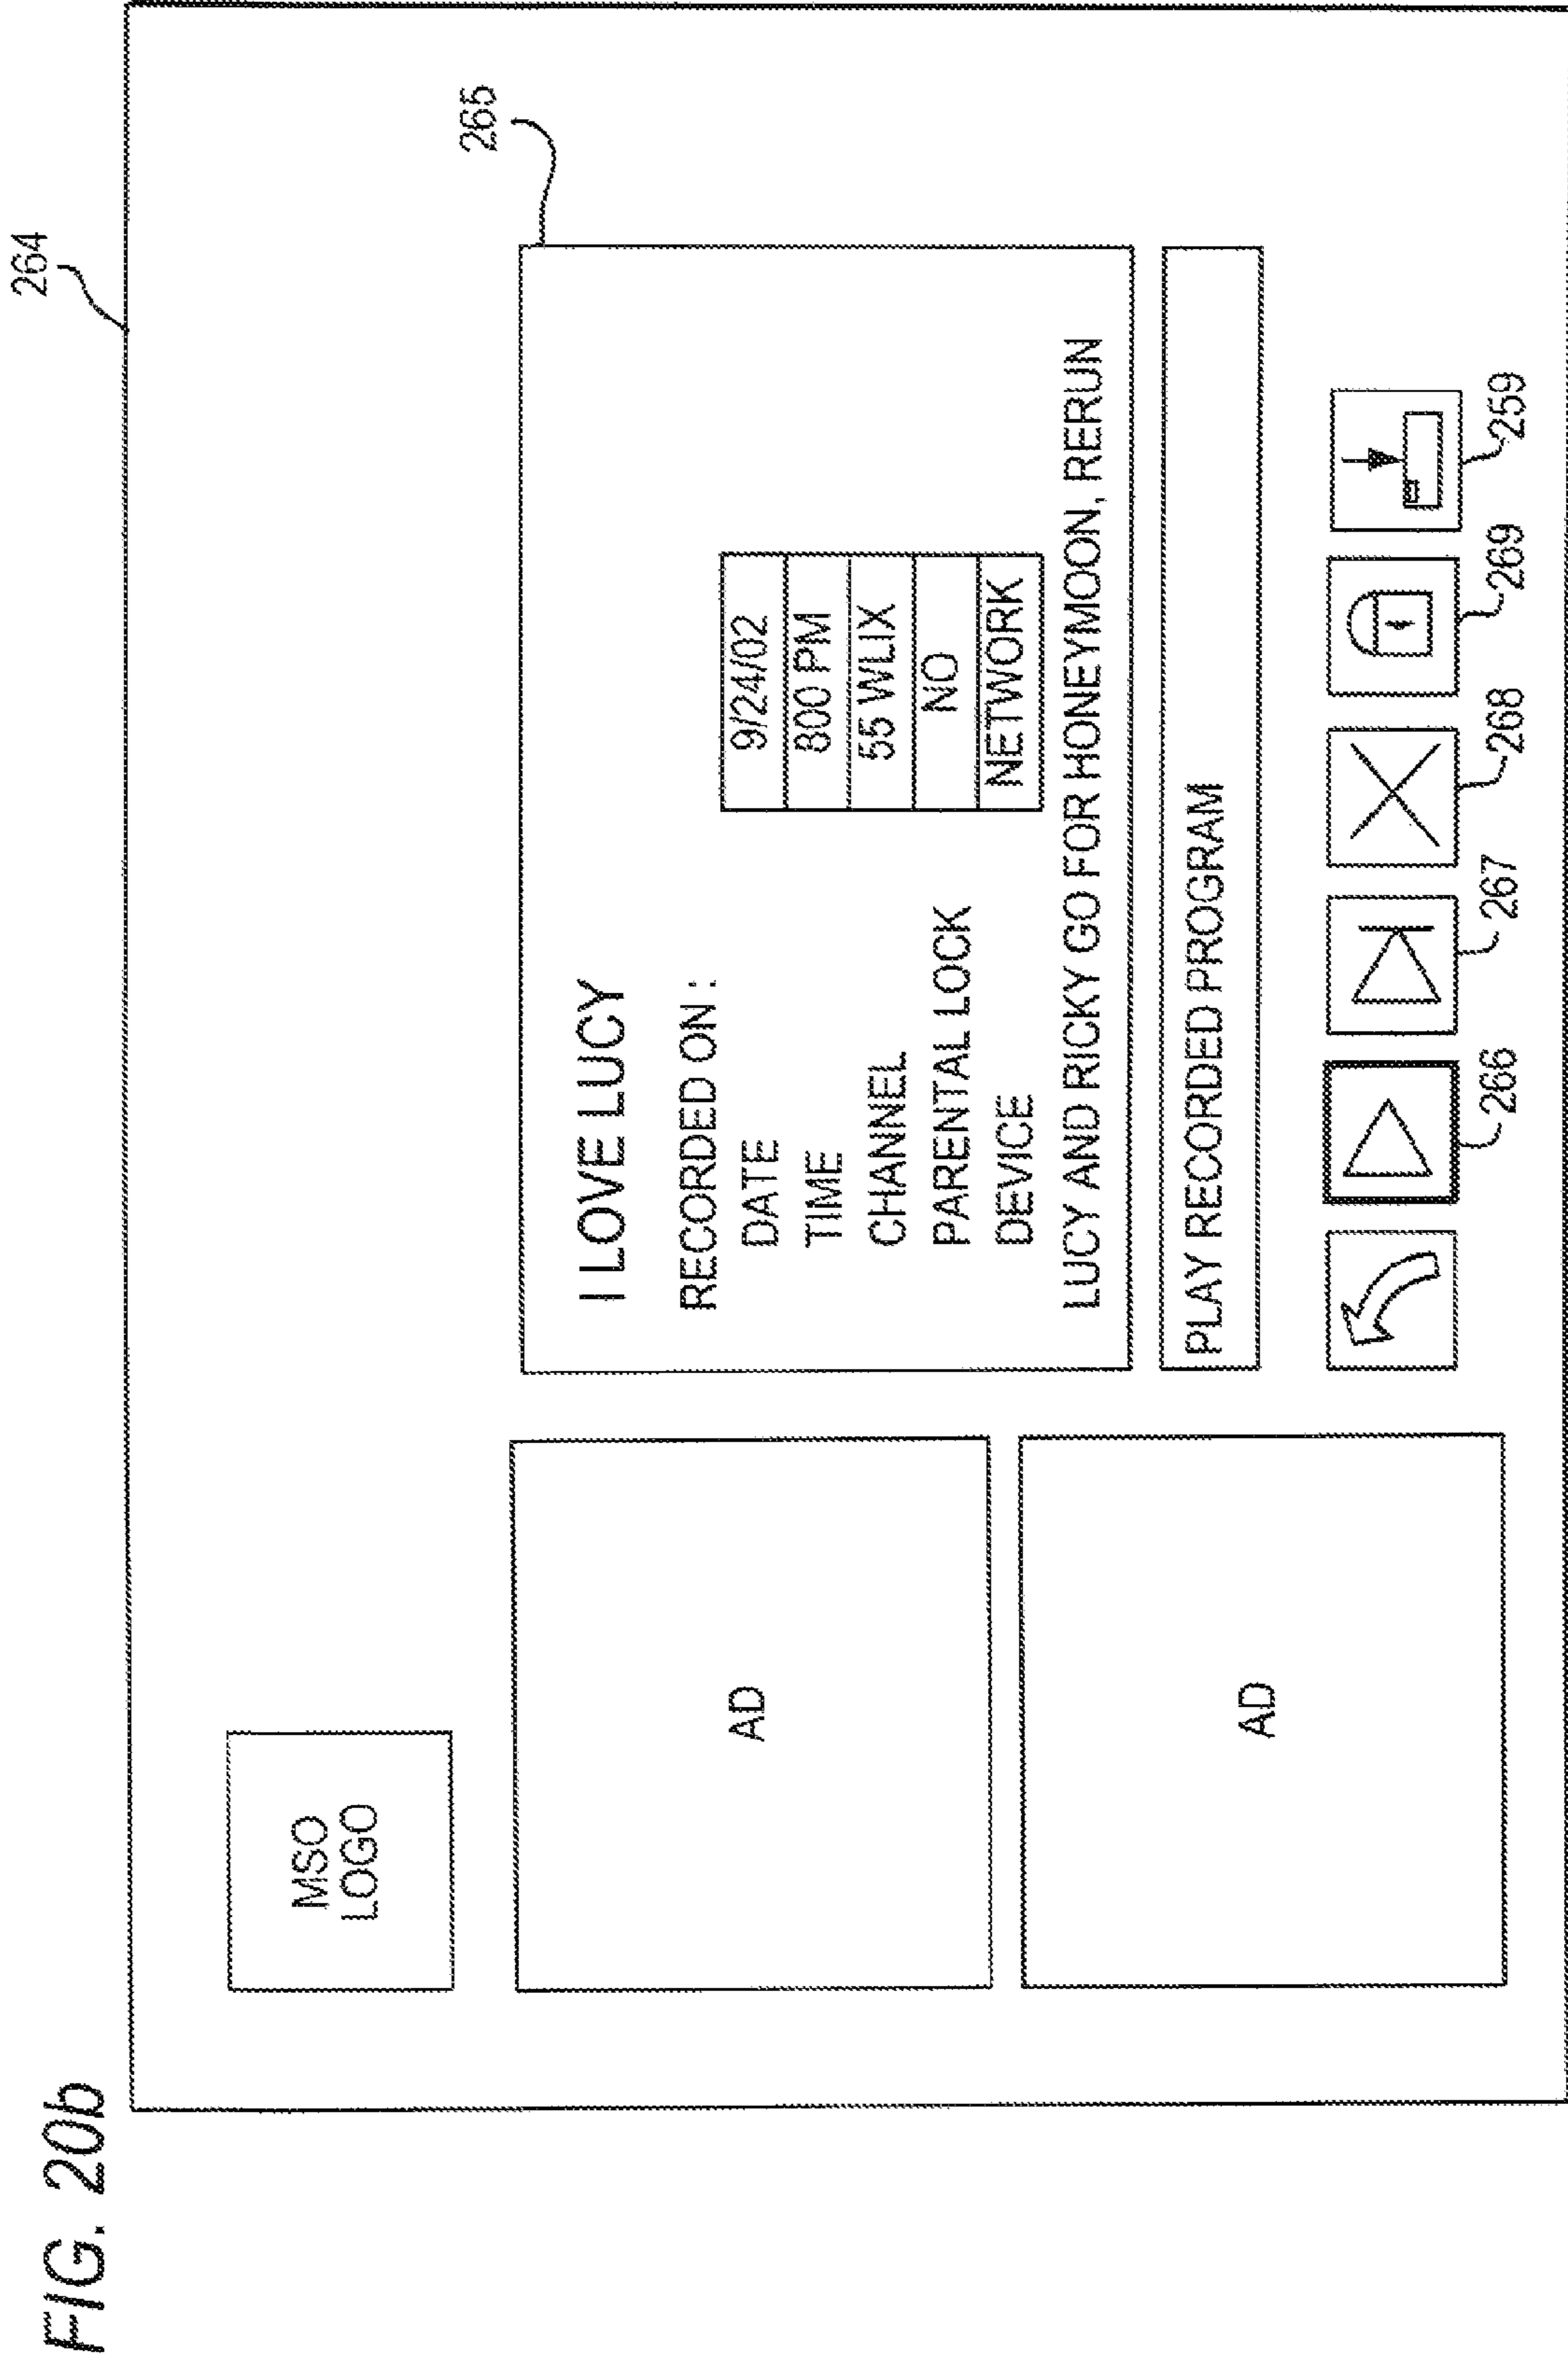 FIG. 20b
264
MSO
LOGO
265
AD
AD
I LOVE LUCY
RECORDED ON :
DATE 9/24/02
TIME 800 PM
CHANNEL 55 WLIX
PARENTAL LOCK NO
DEVICE NETWORK
LUCY AND RICKY GO FOR HONEYMOON, RERUN
PLAY RECORDED PROGRAM
266 267 268 269 259